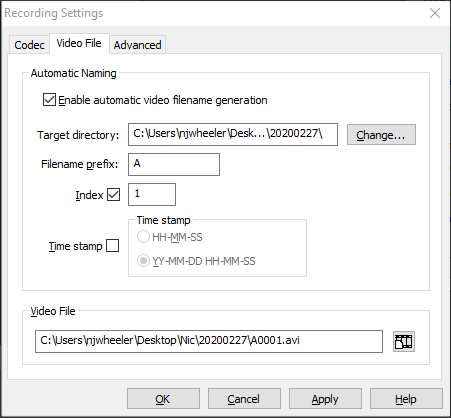 Recording Settings
Codec Video File Advanced
Automatic Naming
Enable automatic video filename generation
Target directory: C:\Users\njwheeler\Desk...\20200227\ Change...
Filename prefix: A
Index 1
Time stamp
HH-MM-SS
Time stamp
YY-MM-DD HH-MM-SS
Video File
C:\Users\njwheeler\Desktop\Nic\20200227\A0001.avi
OK Cancel Apply Help